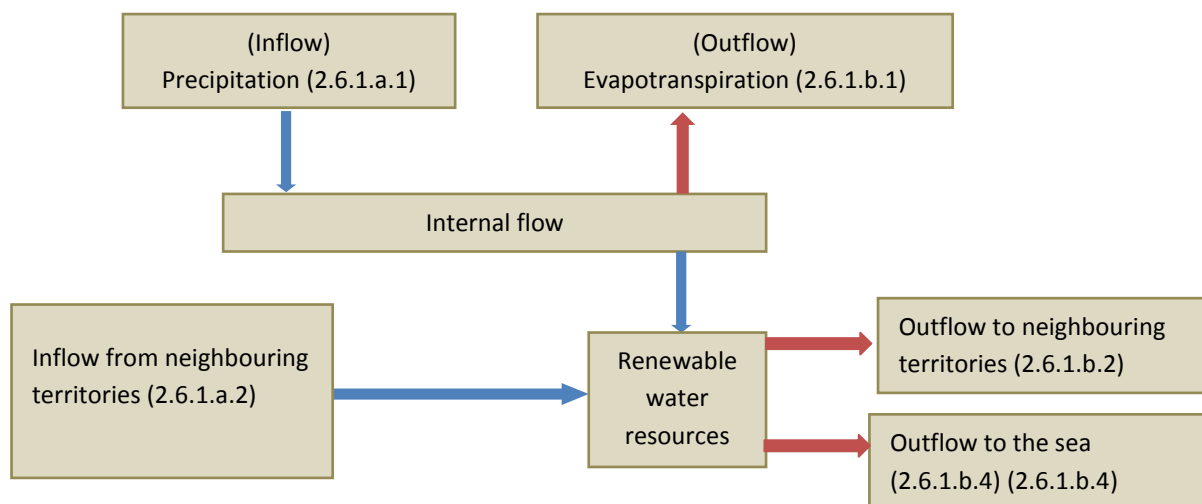 (Inflow)
Precipitation (2.6.1.a.1)
(Outflow)
Evapotranspiration (2.6.1.b.1)
Internal flow
Inflow from neighbouring
territories (2.6.1.a.2)
Renewable
water
resources
Outflow to neighbouring
territories (2.6.1.b.2)
Outflow to the sea
(2.6.1.b.4) (2.6.1.b.4)